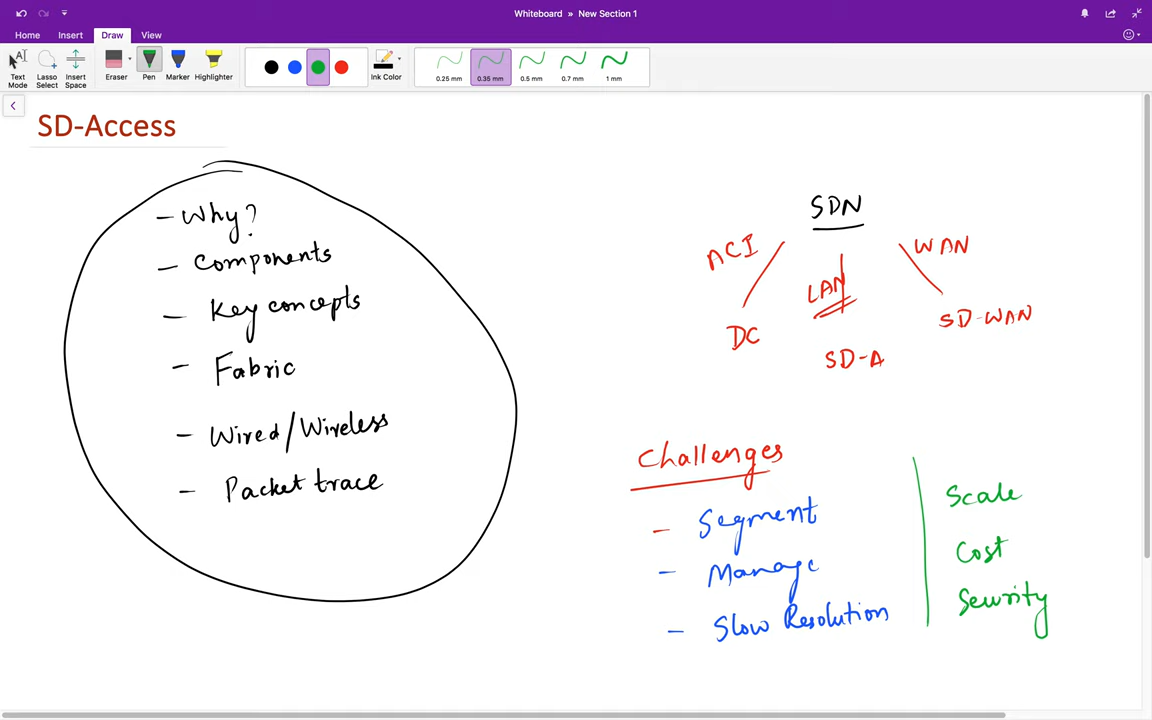 Whiteboard » New Section 1
Home Insert Draw View
Text Mode
Lasso Select
Insert Space
Eraser
Pen
Marker
Highlighter
Ink Color
0.25 mm
0.35 mm
0.5 mm
0.7 mm
1 mm
SD-Access
- Why?
- Components
- Key concepts
- Fabric
- Wired/Wireless
- Packet trace
SDN
ACI
WAN
LAN
DC
SD-A
SD-WAN
Challenges
- Segment
- Manage
- Slow Resolution
Scale
Cost
Security